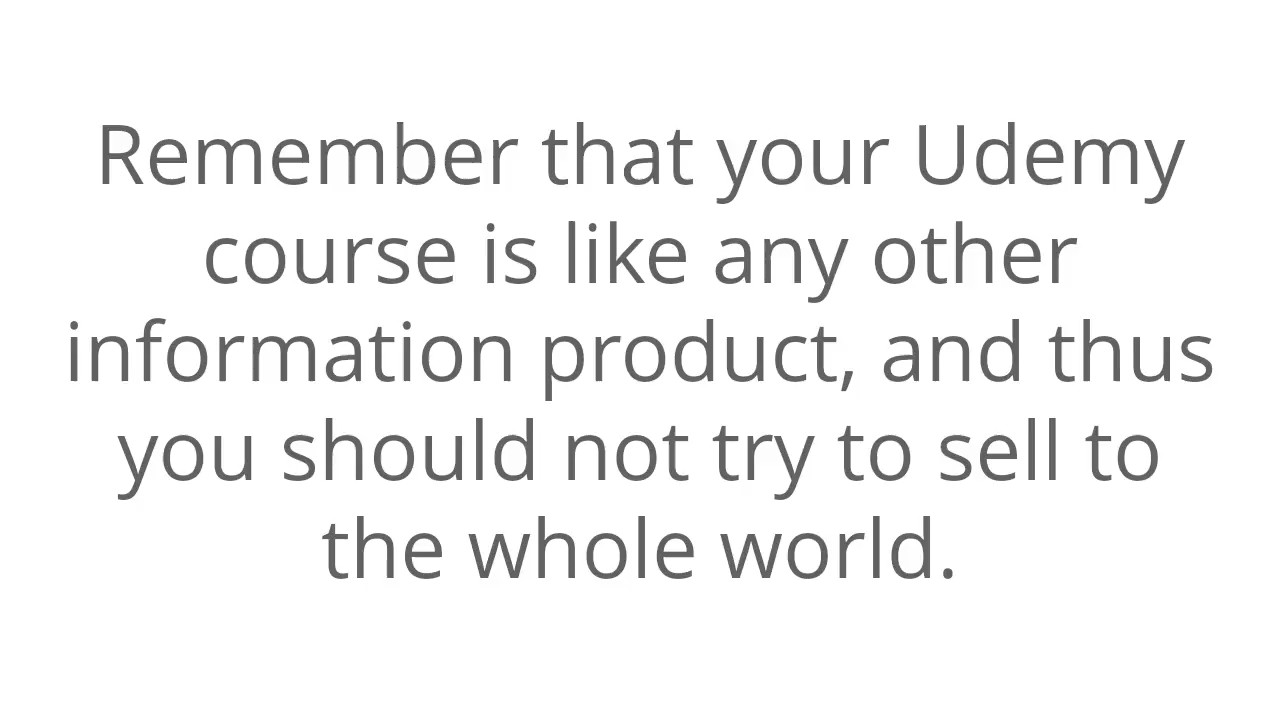 Remember that your Udemy
course is like any other
information product, and thus
you should not try to sell to
the whole world.